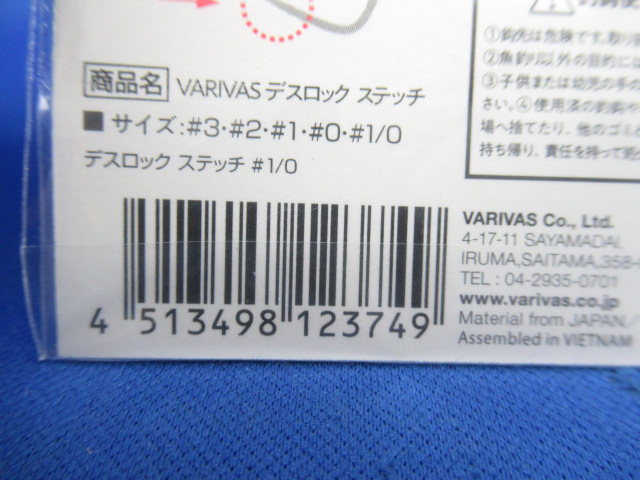 商品名 VARIVAS デスロック ステッチ
■ サイズ:#3・#2・#1・#0・#1/0
デスロック ステッチ #1/0
4 513498 123749
①釣先は危険です。取り
②魚釣り以外の目的には
③子供または幼児の手の
さい。④使用済の釣針や
場へ捨てたり、他のゴミ
持ち帰り、責任を持って処
VARIVAS Co., Ltd.
4-17-11 SAYAMADAI,
IRUMA,SAITAMA,358-
TEL : 04-2935-0701
www.varivas.co.jp
Material from JAPAN/
Assembled in VIETNAM